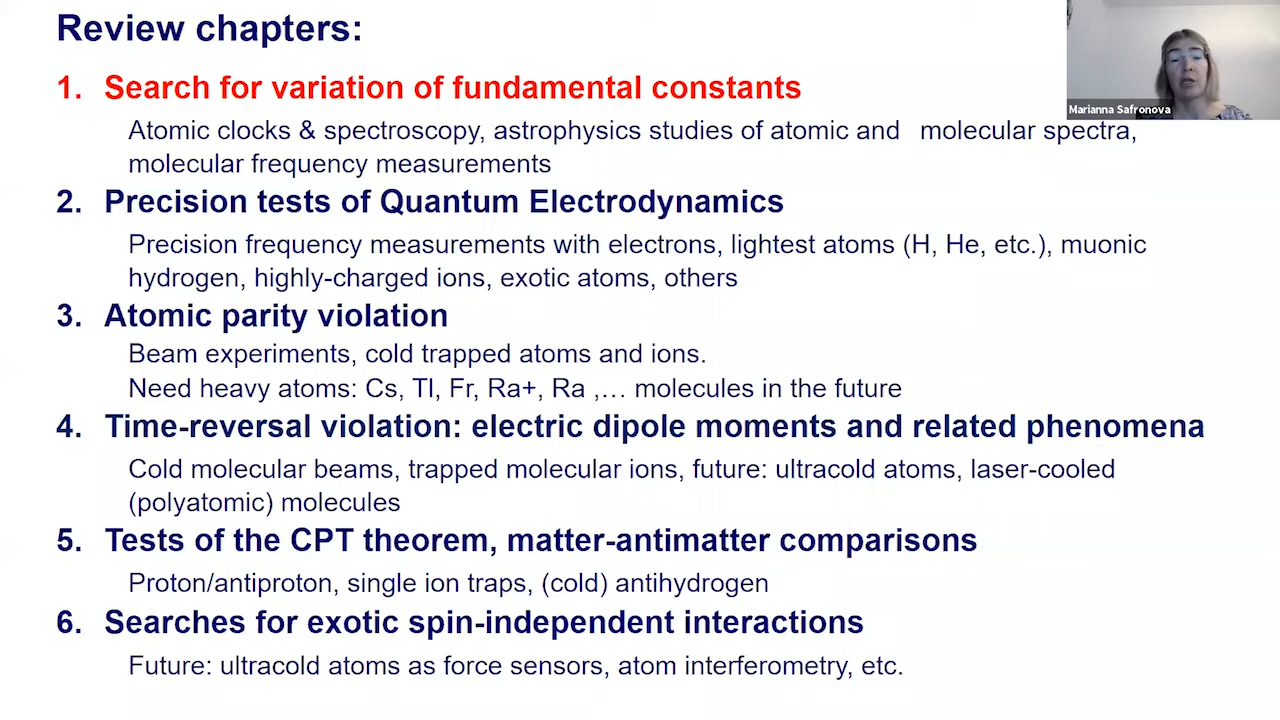 Review chapters:
1. Search for variation of fundamental constants
Atomic clocks & spectroscopy, astrophysics studies of atomic and molecular spectra,
molecular frequency measurements
2. Precision tests of Quantum Electrodynamics
Precision frequency measurements with electrons, lightest atoms (H, He, etc.), muonic
hydrogen, highly-charged ions, exotic atoms, others
3. Atomic parity violation
Beam experiments, cold trapped atoms and ions.
Need heavy atoms: Cs, Tl, Fr, Ra+, Ra ,… molecules in the future
4. Time-reversal violation: electric dipole moments and related phenomena
Cold molecular beams, trapped molecular ions, future: ultracold atoms, laser-cooled
(polyatomic) molecules
5. Tests of the CPT theorem, matter-antimatter comparisons
Proton/antiproton, single ion traps, (cold) antihydrogen
6. Searches for exotic spin-independent interactions
Future: ultracold atoms as force sensors, atom interferometry, etc.
Marianna Safronova